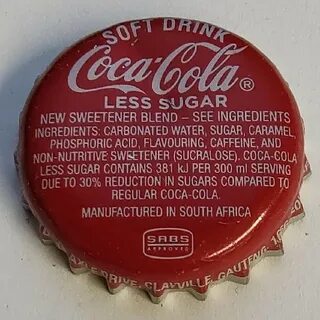 SOFT DRINK
Coca-Cola®
LESS SUGAR
NEW SWEETENER BLEND – SEE INGREDIENTS
INGREDIENTS: CARBONATED WATER, SUGAR, CARAMEL,
PHOSPHORIC ACID, FLAVOURING, CAFFEINE, AND
NON-NUTRITIVE SWEETENER (SUCRALOSE). COCA-COLA
LESS SUGAR CONTAINS 381 kJ PER 300 ml SERVING
DUE TO 30% REDUCTION IN SUGARS COMPARED TO
REGULAR COCA-COLA.
MANUFACTURED IN SOUTH AFRICA
SABS
APPROVED
DRIVE, CLAYVILLE, GAUTENG,